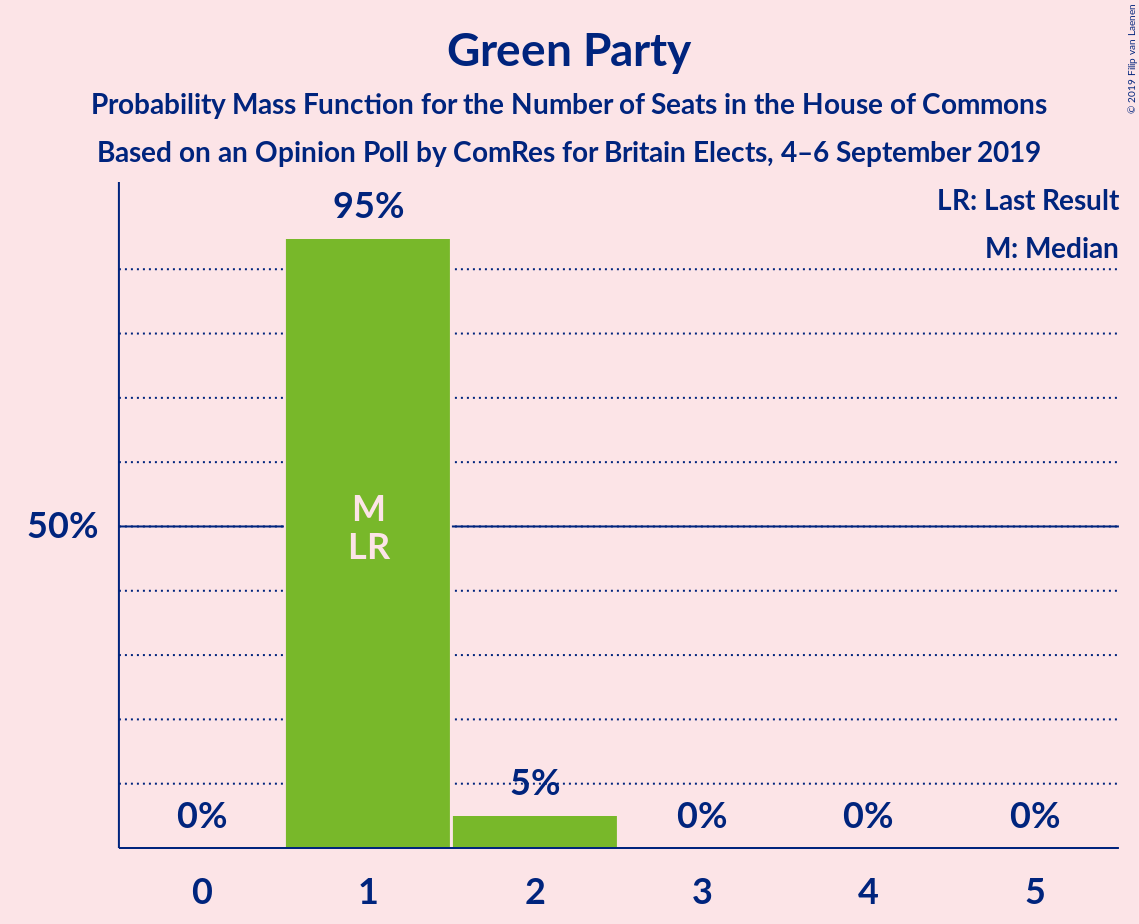 Green Party
Probability Mass Function for the Number of Seats in the House of Commons
Based on an Opinion Poll by ComRes for Britain Elects, 4–6 September 2019
© 2019 Filip van Laenen
LR: Last Result
M: Median
95%
50%
M
LR
5%
0%
0%
0%
0%
0
1
2
3
4
5